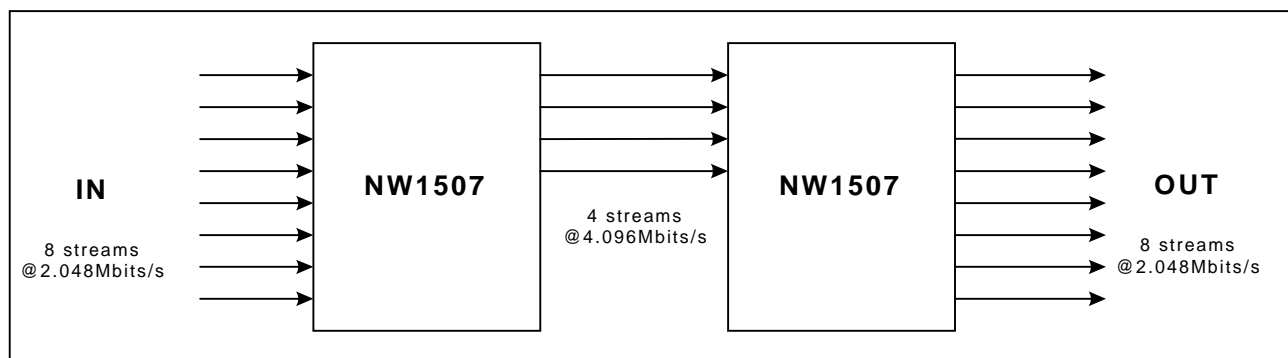 IN
8 streams
@2.048Mbits/s
NW1507
4 streams
@4.096Mbits/s
NW1507
OUT
8 streams
@2.048Mbits/s